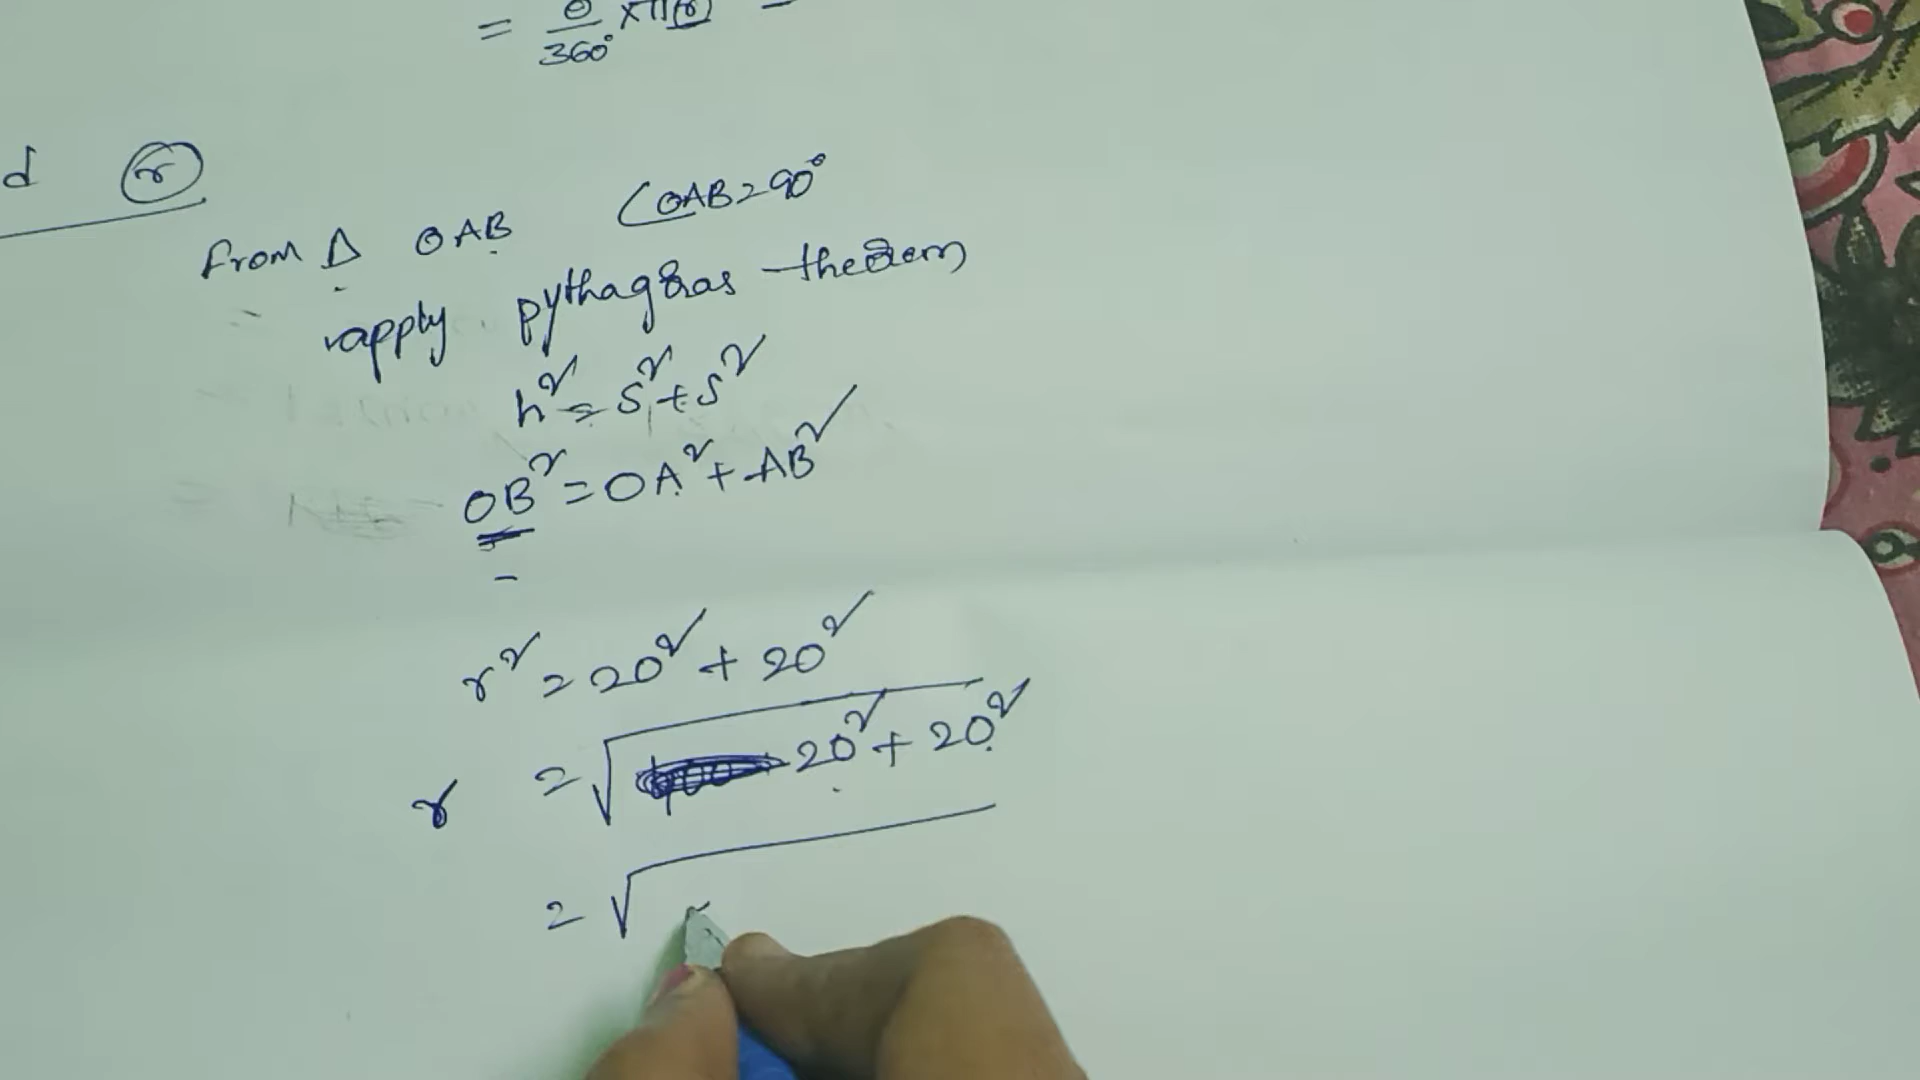 = θ/360° × π(r)
d r
from Δ OAB ∠OAB = 90°
apply pythagoras theorem
h² = s² + s²
OB² = OA² + AB²
r² = 20² + 20²
r = √ 20² + 20²
= √